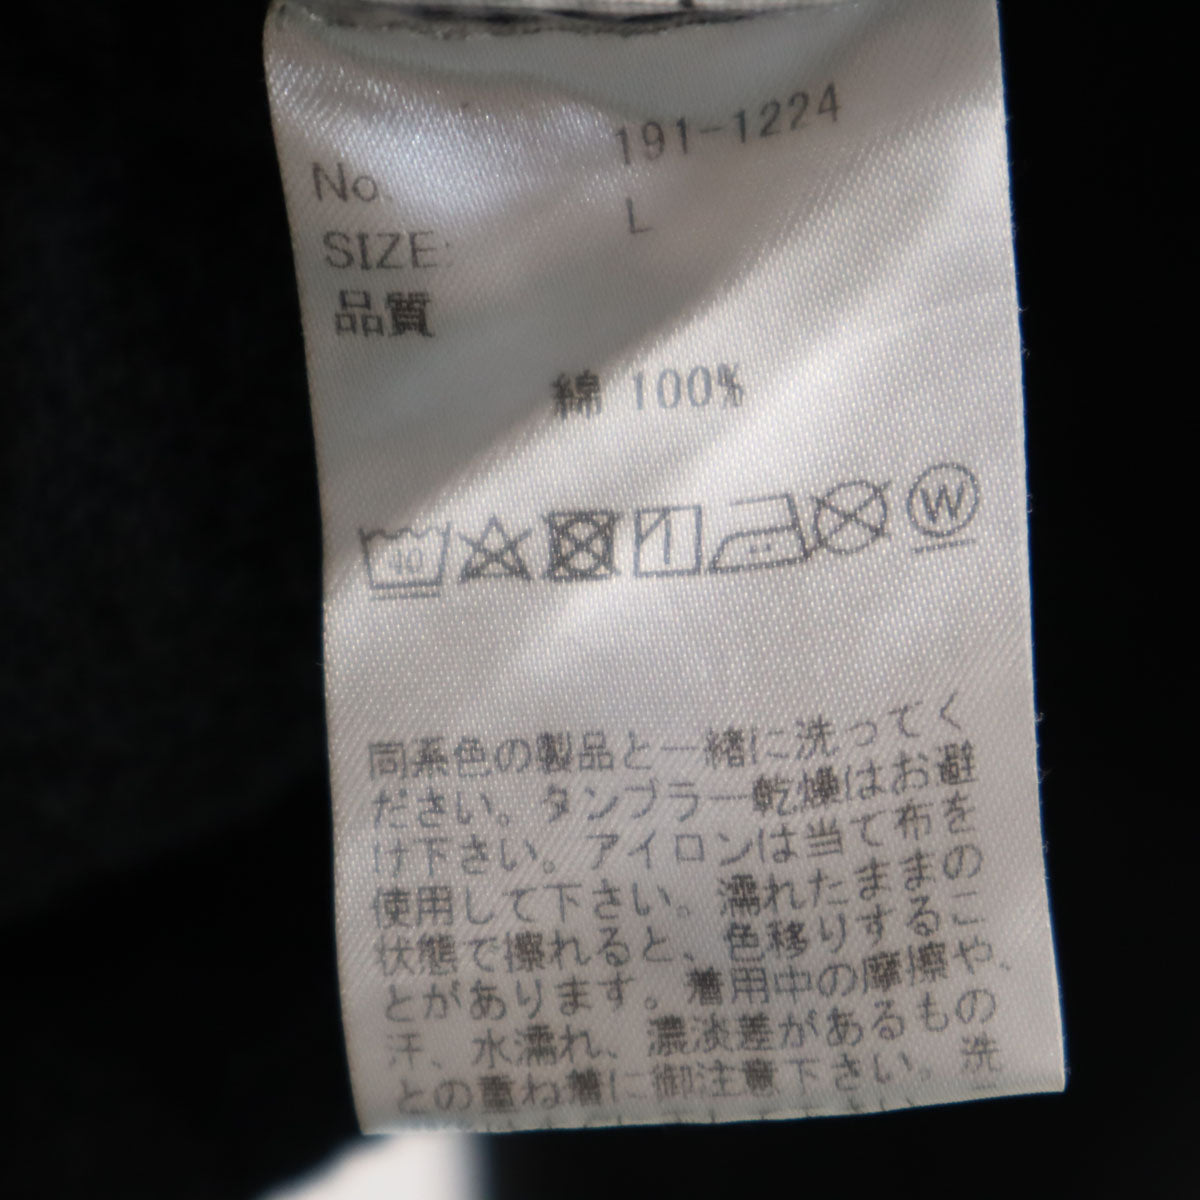 No. 191-1224
SIZE: L
品質
綿 100%
40
W
同系色の製品と一緒に洗ってく
ださい。タンブラー乾燥はお避
け下さい。アイロンは当て布を
使用して下さい。濡れたままの
状態で擦れると、色移りするこ
とがあります。着用中の摩擦や、
汗、水濡れ、濃淡差があるもの
との重ね着に御注意下さい。洗